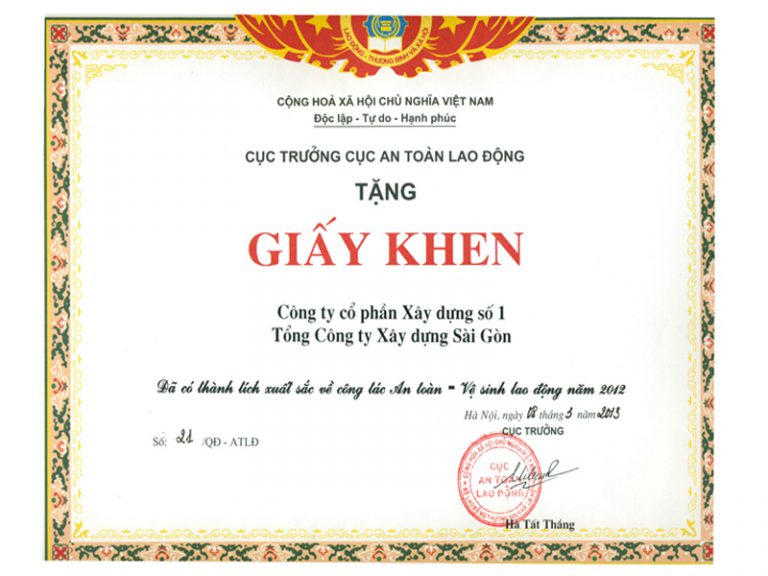 LAO ĐỘNG - THƯƠNG BINH VÀ XÃ HỘI
CỘNG HOÀ XÃ HỘI CHỦ NGHĨA VIỆT NAM
Độc lập - Tự do - Hạnh phúc
CỤC TRƯỞNG CỤC AN TOÀN LAO ĐỘNG
TẶNG
GIẤY KHEN
Công ty cổ phần Xây dựng số 1
Tổng Công ty Xây dựng Sài Gòn
Đã có thành tích xuất sắc về công tác An toàn - Vệ sinh lao động năm 2012
Hà Nội, ngày 08 tháng 3 năm 2013
CỤC TRƯỞNG
Số: 21 /QĐ - ATLĐ
CỤC
AN TOÀN
LAO ĐỘNG
Hà Tất Thắng